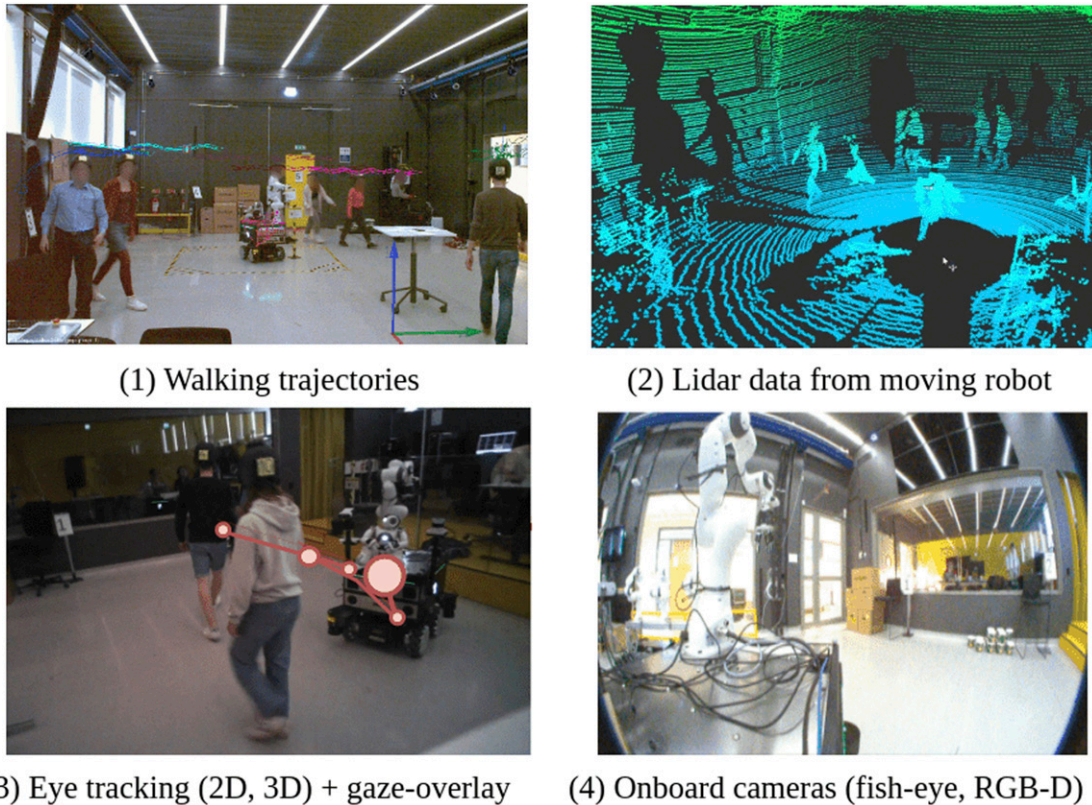 (1) Walking trajectories
(2) Lidar data from moving robot
3) Eye tracking (2D, 3D) + gaze-overlay
(4) Onboard cameras (fish-eye, RGB-D)
1